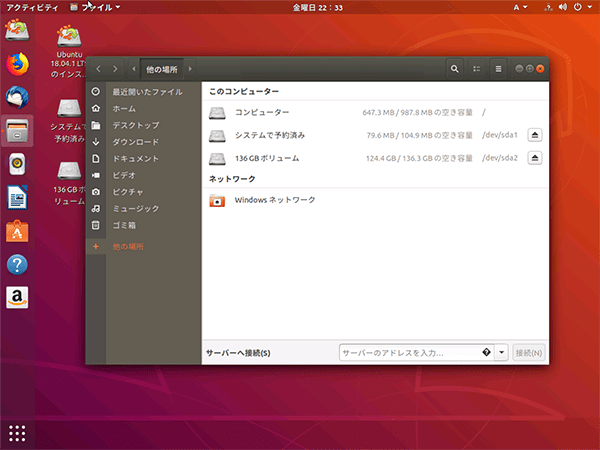 アクティビティ
ファイル
金曜日 22：33
A
Ubuntu
18.04.1 LTS
のインス...
システムで
予約済み
136 GB ボ
リューム
他の場所
最近開いたファイル
ホーム
デスクトップ
ダウンロード
ドキュメント
ビデオ
ピクチャ
ミュージック
ゴミ箱
他の場所
このコンピューター
コンピューター 647.3 MB / 987.8 MB の空き容量 /
システムで予約済み 79.6 MB / 104.9 MB の空き容量 /dev/sda1
136 GB ボリューム 124.4 GB / 136.3 GB の空き容量 /dev/sda2
ネットワーク
Windows ネットワーク
サーバーへ接続(S)
サーバーのアドレスを入力...
接続(N)